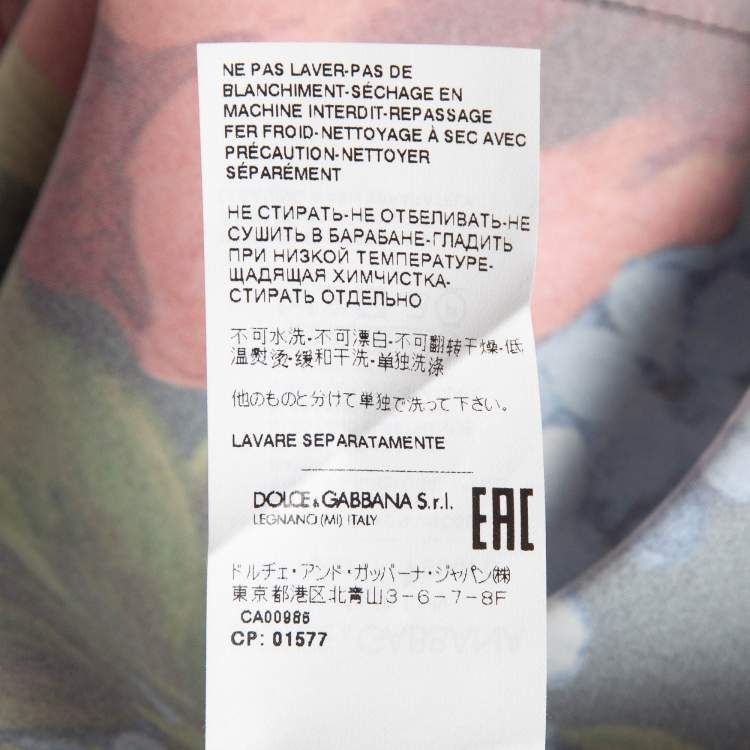 NE PAS LAVER-PAS DE
BLANCHIMENT-SÉCHAGE EN
MACHINE INTERDIT-REPASSAGE
FER FROID-NETTOYAGE À SEC AVEC
PRÉCAUTION-NETTOYER
SÉPARÉMENT
НЕ СТИРАТЬ-НЕ ОТБЕЛИВАТЬ-НЕ
СУШИТЬ В БАРАБАНЕ-ГЛАДИТЬ
ПРИ НИЗКОЙ ТЕМПЕРАТУРЕ-
ЩАДЯЩАЯ ХИМЧИСТКА-
СТИРАТЬ ОТДЕЛЬНО
不可水洗-不可漂白-不可翻转干燥-低
温熨烫-缓和干洗-单独洗涤
他のものと分けて単独で洗って下さい。
LAVARE SEPARATAMENTE
DOLCE & GABBANA S.r.l.
LEGNANO (MI) ITALY
EAC
ドルチェ・アンド・ガッバーナ・ジャパン㈱
東京都港区北青山3-6-7-8F
CA00986
CP: 01577